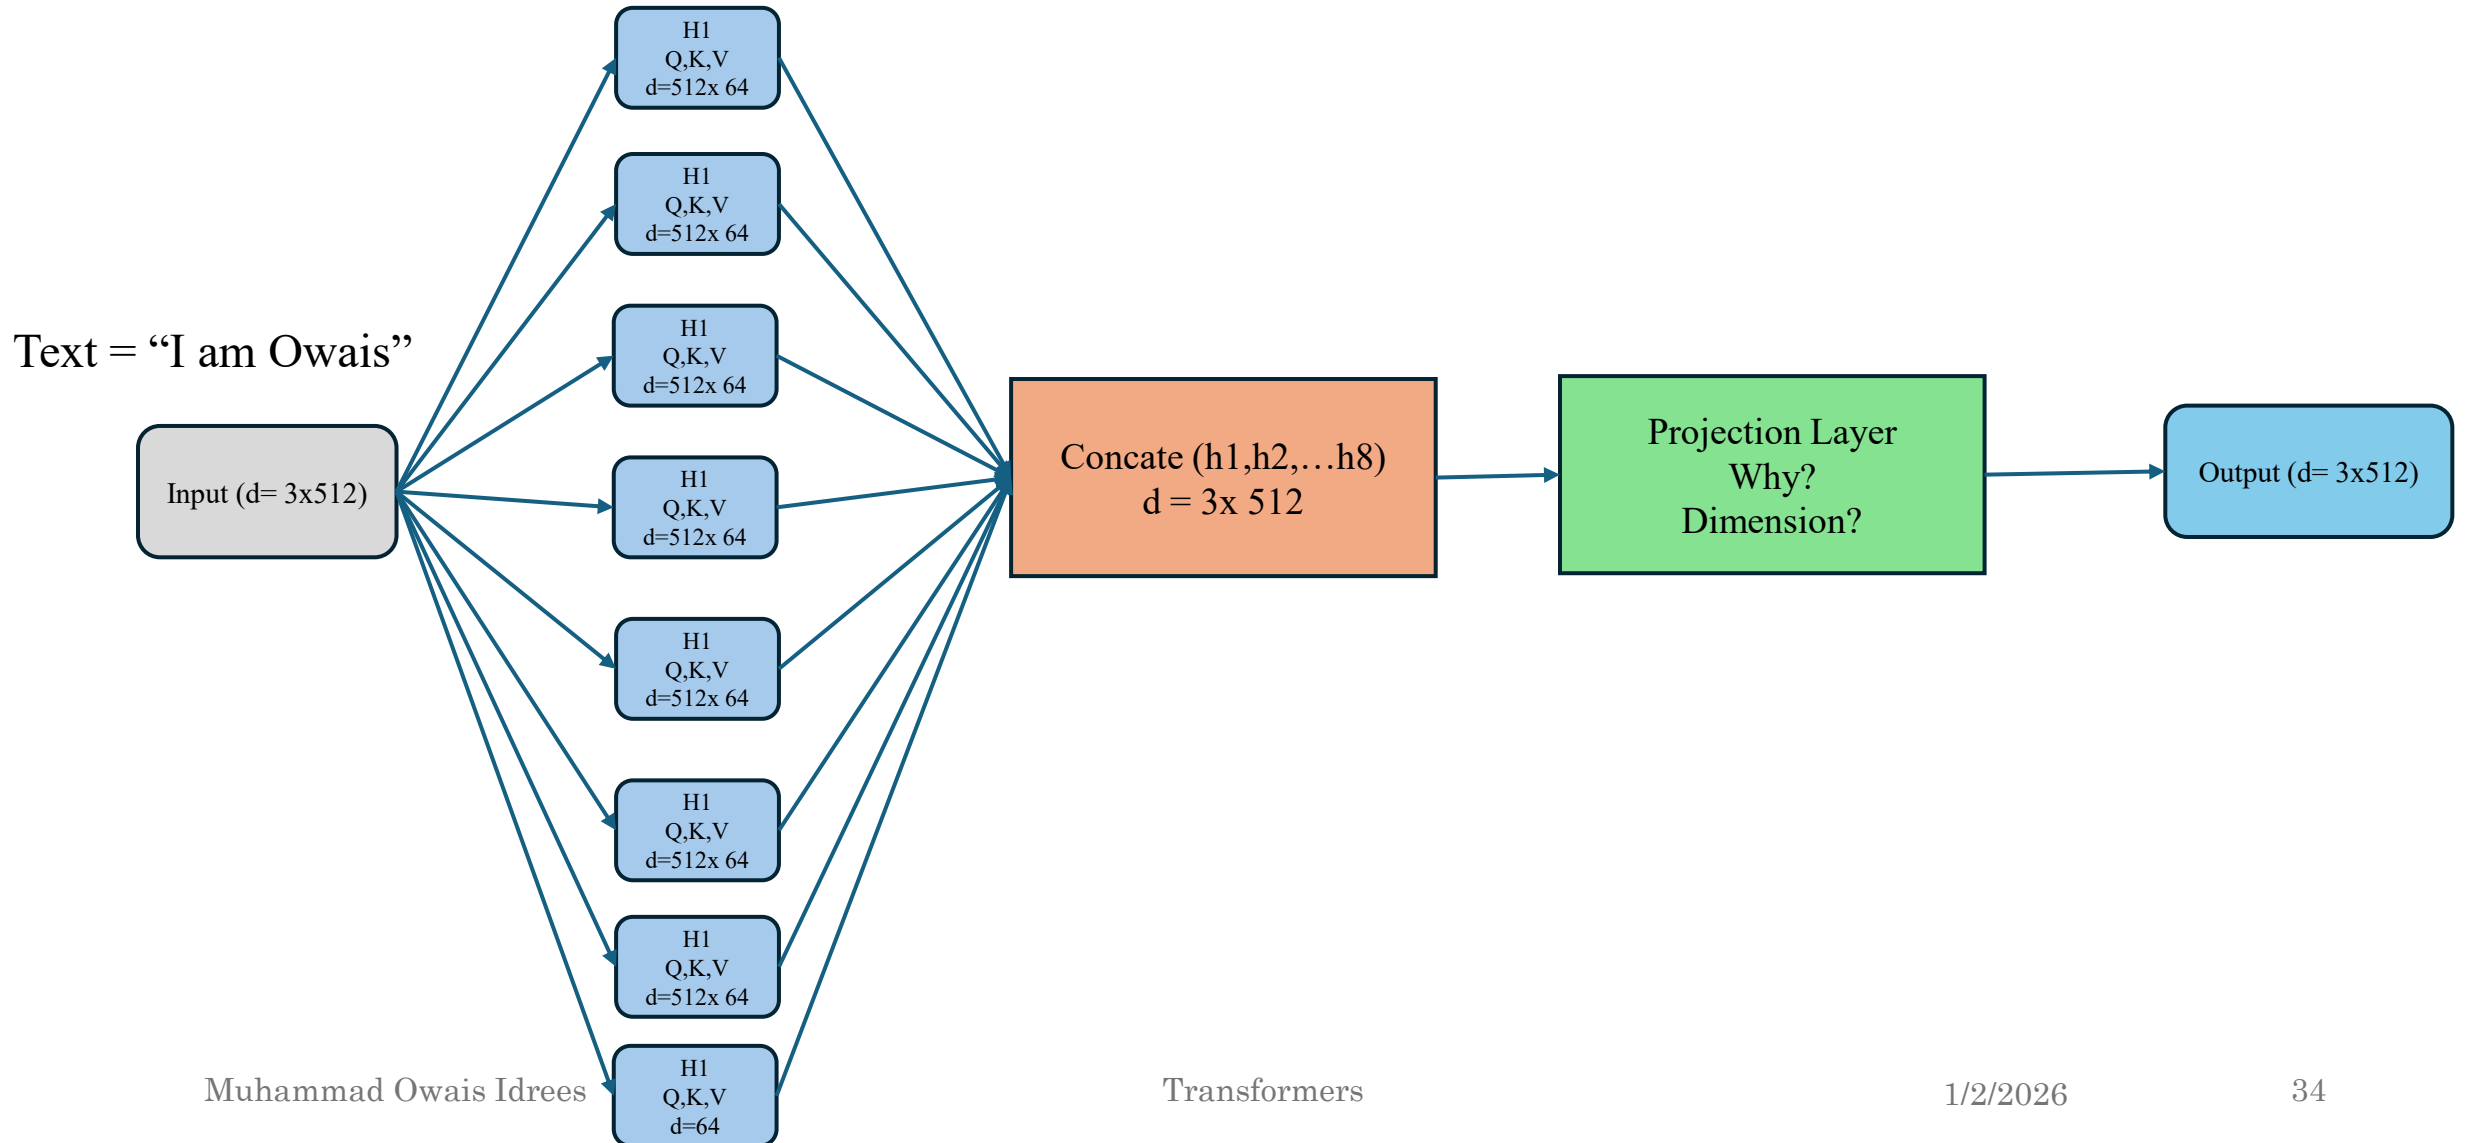 H1
Q,K,V
d=512x 64
H1
Q,K,V
d=512x 64
H1
Q,K,V
d=512x 64
Text = “I am Owais”
H1
Q,K,V
d=512x 64
Input (d= 3x512)
Concate (h1,h2,…h8)
d = 3x 512
Projection Layer
Why?
Dimension?
Output (d= 3x512)
H1
Q,K,V
d=512x 64
H1
Q,K,V
d=512x 64
H1
Q,K,V
d=512x 64
H1
Q,K,V
d=64
Muhammad Owais Idrees
Transformers
1/2/2026
34